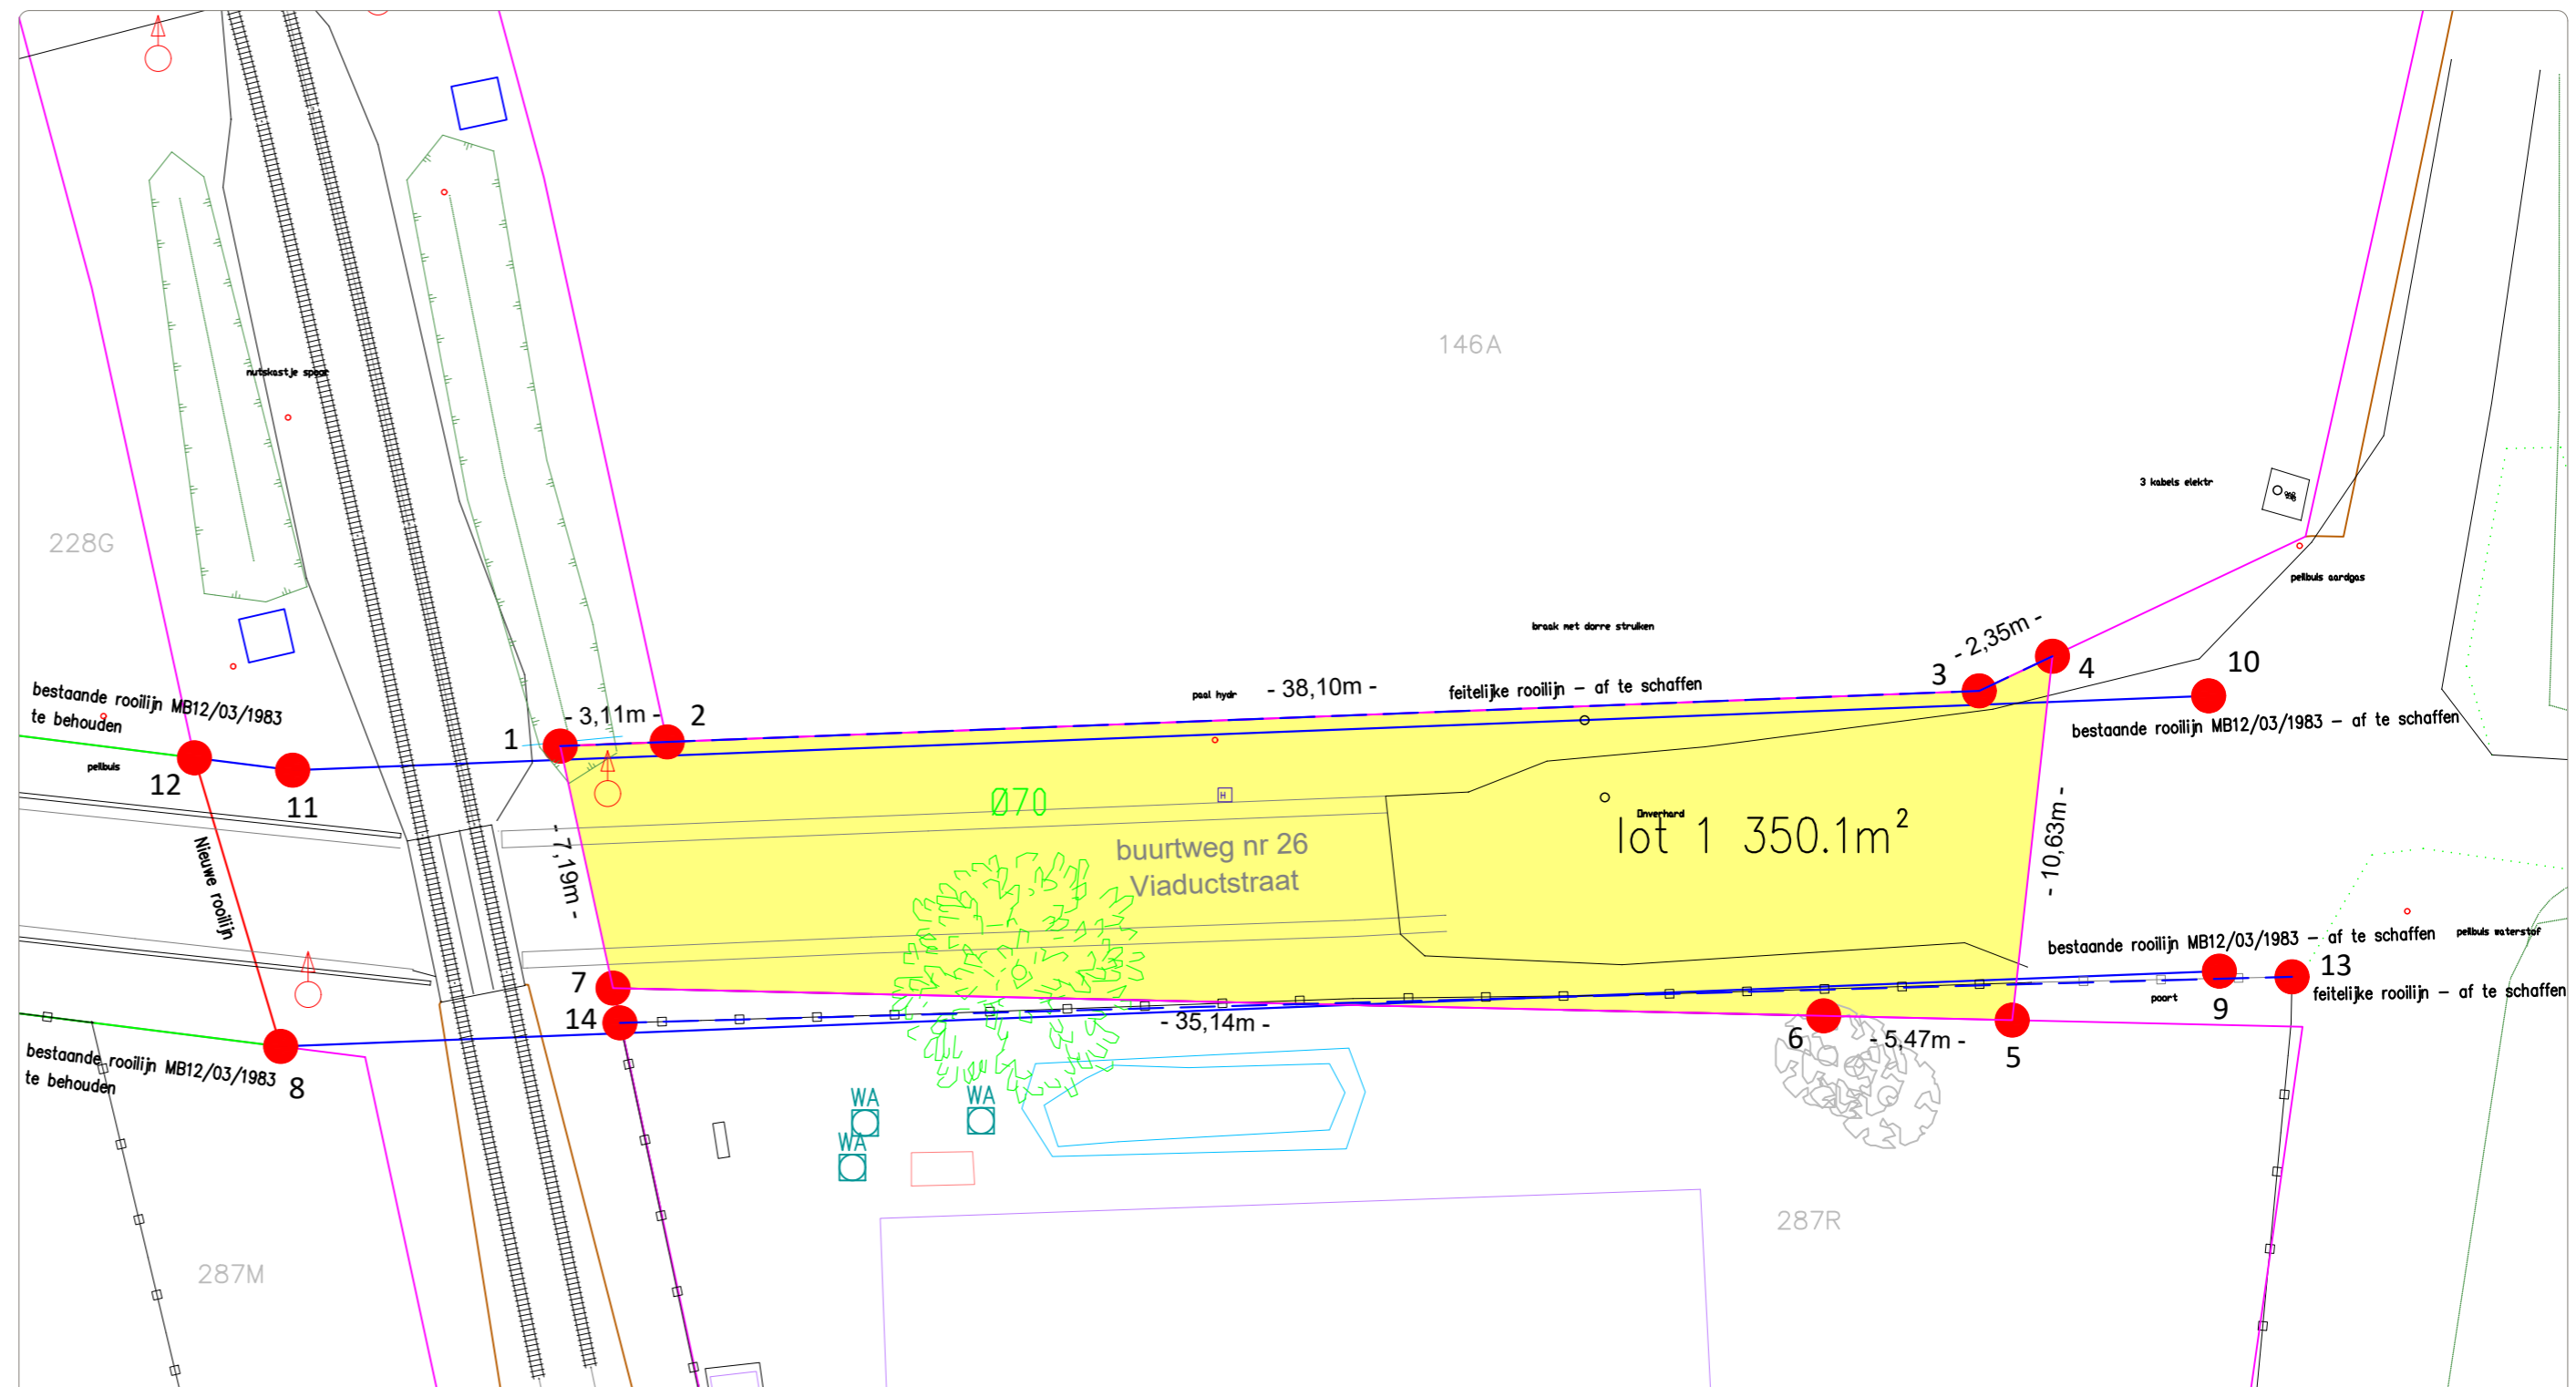 146A
nutskastje spoor
3 kabels elektr
228G
peilbuis aardgas
braak met dorre struiken
- 2,35m -
bestaande rooilijn MB12/03/1983
te behouden
paal hydr
- 38,10m -
feitelijke rooilijn – af te schaffen
3
4
10
- 3,11m -
1
2
bestaande rooilijn MB12/03/1983 – af te schaffen
peilbuis
12
11
H
Ø70
Onverhard
lot 1 350.1m²
- 7,19m -
- 10,63m -
buurtweg nr 26
Viaductstraat
Nieuwe rooilijn
bestaande rooilijn MB12/03/1983 – af te schaffen
peilbuis waterstof
7
13
14
poort
9
feitelijke rooilijn – af te schaffen
- 35,14m -
6
- 5,47m -
5
bestaande rooilijn MB12/03/1983
te behouden
8
WA
WA
WA
287R
287M